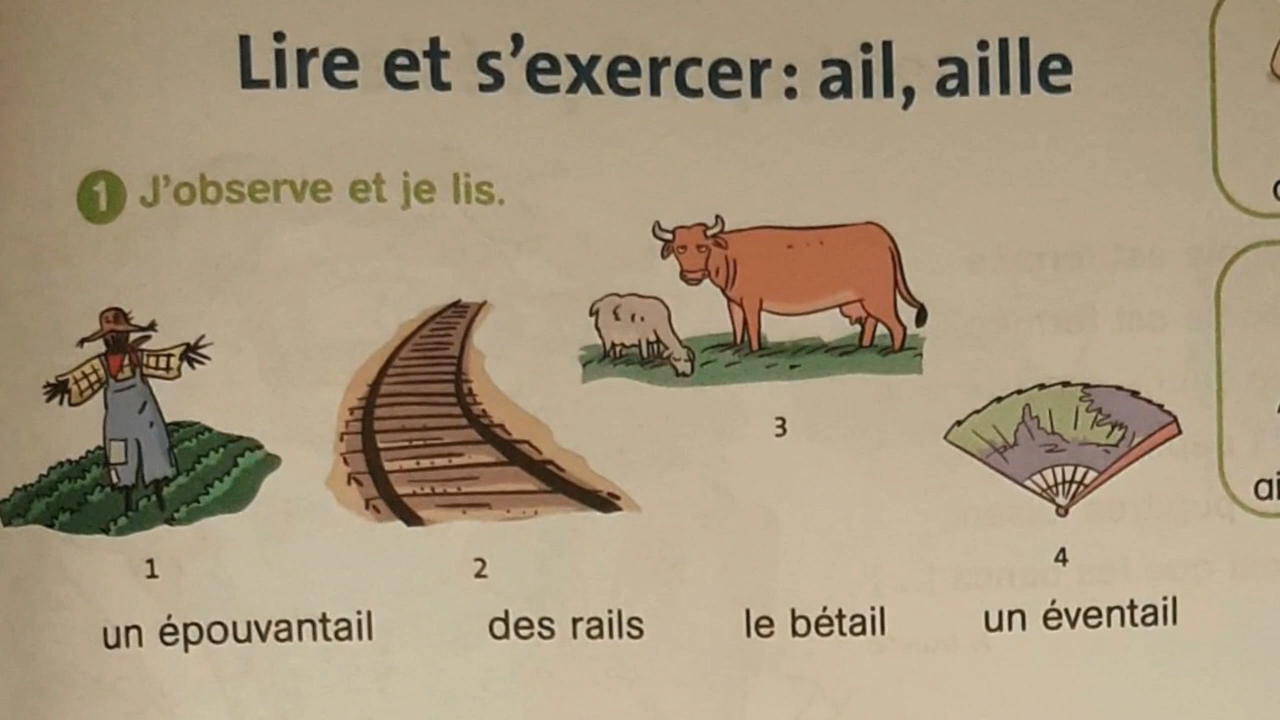 Lire et s'exercer : ail, aille
1 J'observe et je lis.
3
1
2
4
un épouvantail
des rails
le bétail
un éventail